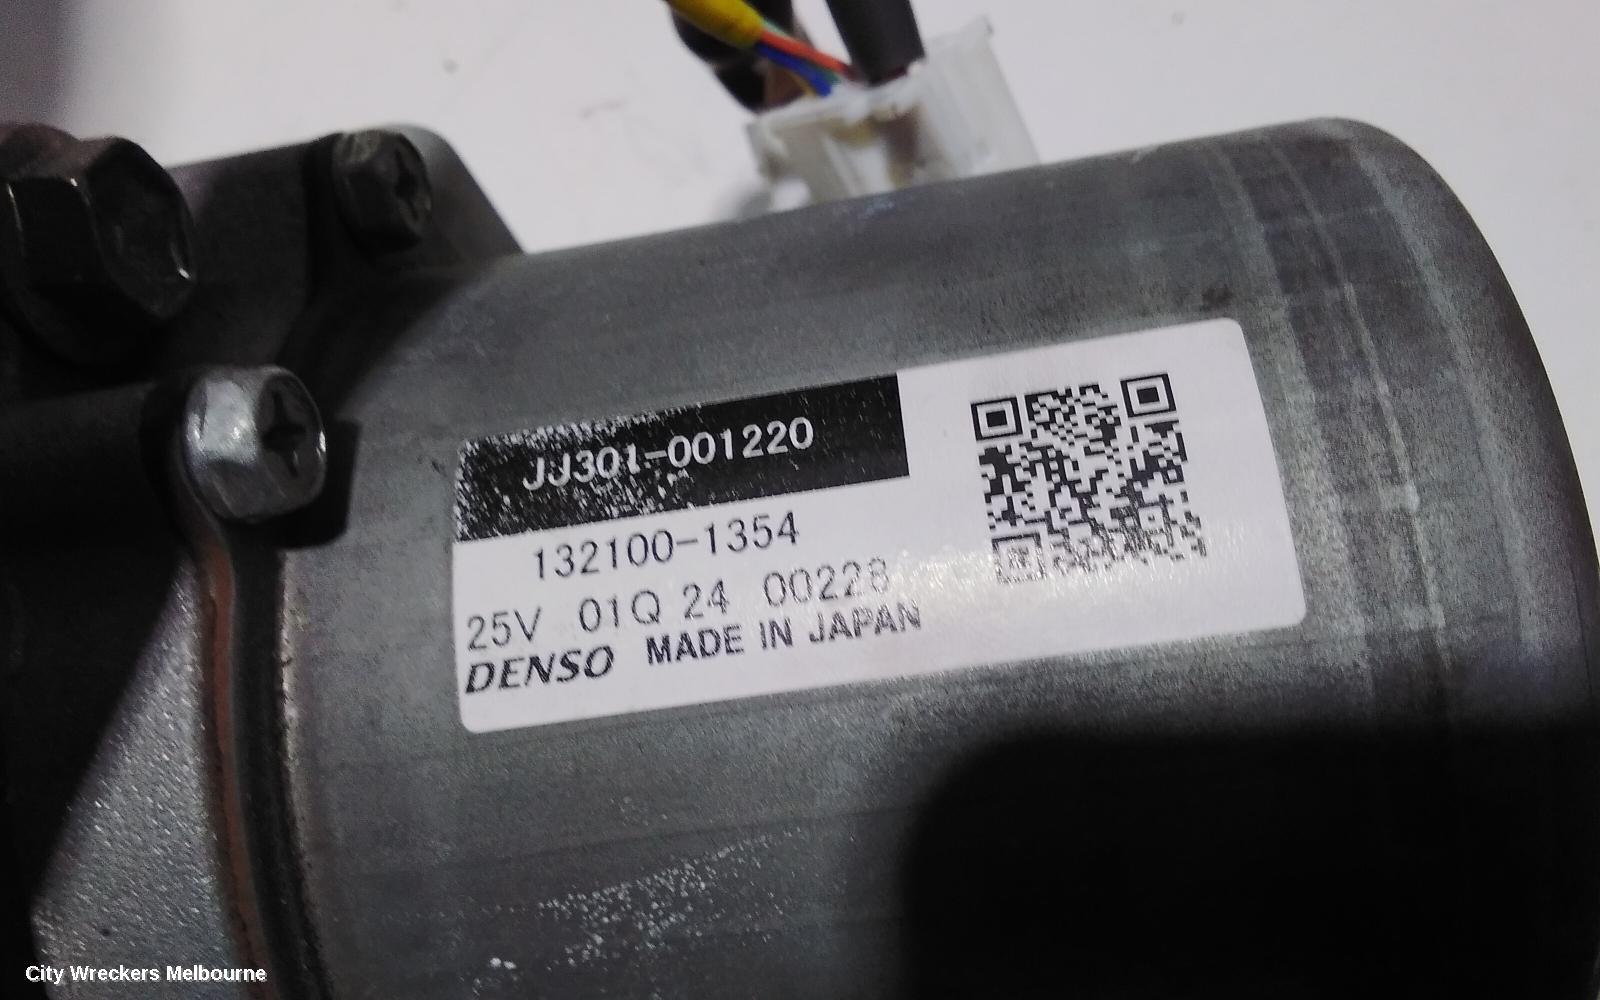 JJ301-001220
132100-1354
25V 01Q 24 00228
DENSO MADE IN JAPAN
City Wreckers Melbourne